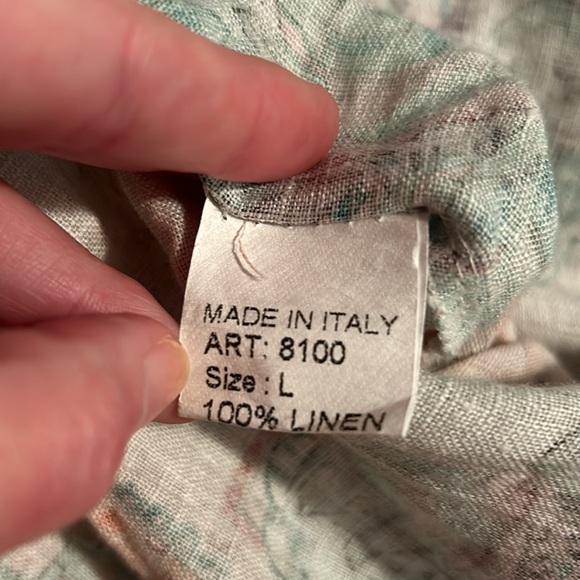 MADE IN ITALY
ART: 8100
Size : L
100% LINEN